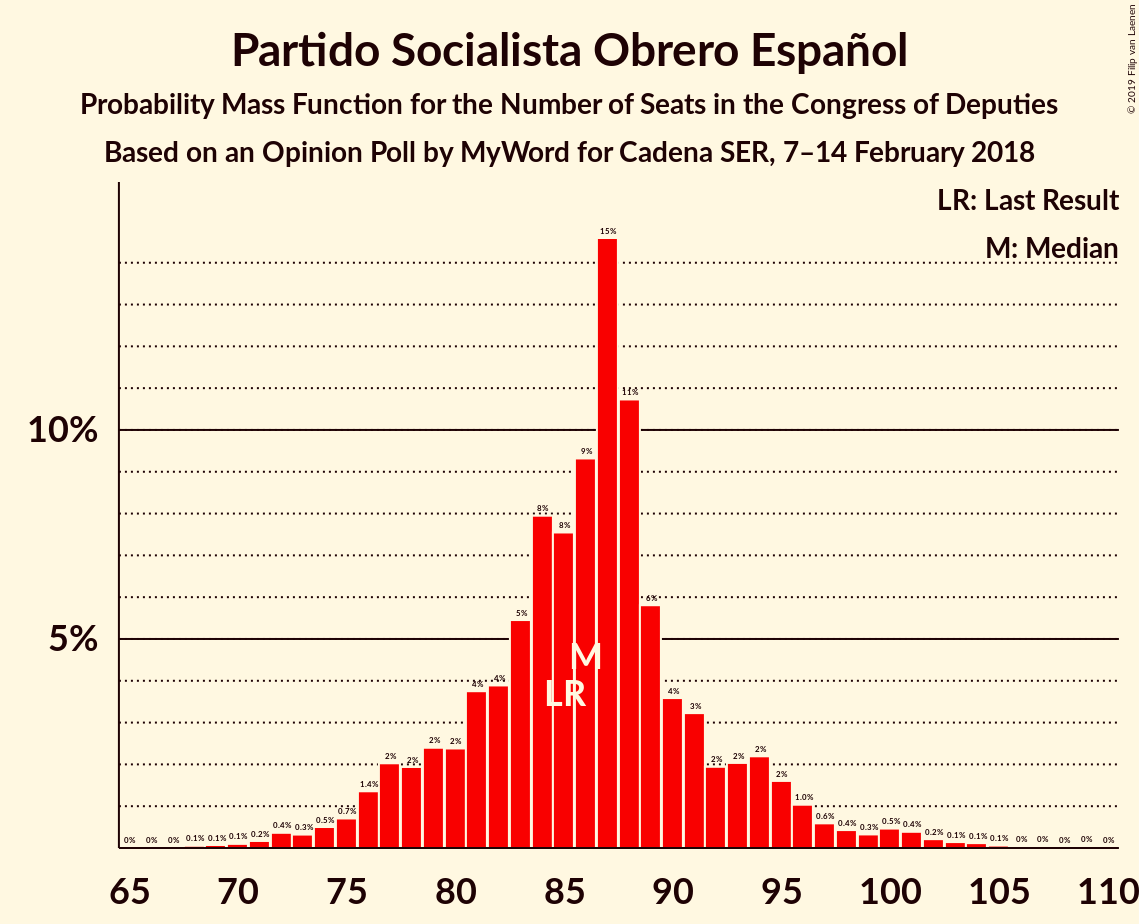 Partido Socialista Obrero Español
Probability Mass Function for the Number of Seats in the Congress of Deputies
Based on an Opinion Poll by MyWord for Cadena SER, 7–14 February 2018
© 2019 Filip van Laenen
LR: Last Result
M: Median
10%
5%
0% 0% 0% 0.1% 0.1% 0.1% 0.2% 0.4% 0.3% 0.5% 0.7% 1.4% 2% 2% 2% 2% 4% 4% 5% 8% 8% 9% 15% 11% 6% 4% 3% 2% 2% 2% 2% 1.0% 0.6% 0.4% 0.3% 0.5% 0.4% 0.2% 0.1% 0.1% 0.1% 0% 0% 0% 0% 0%
M
LR
65 70 75 80 85 90 95 100 105 110